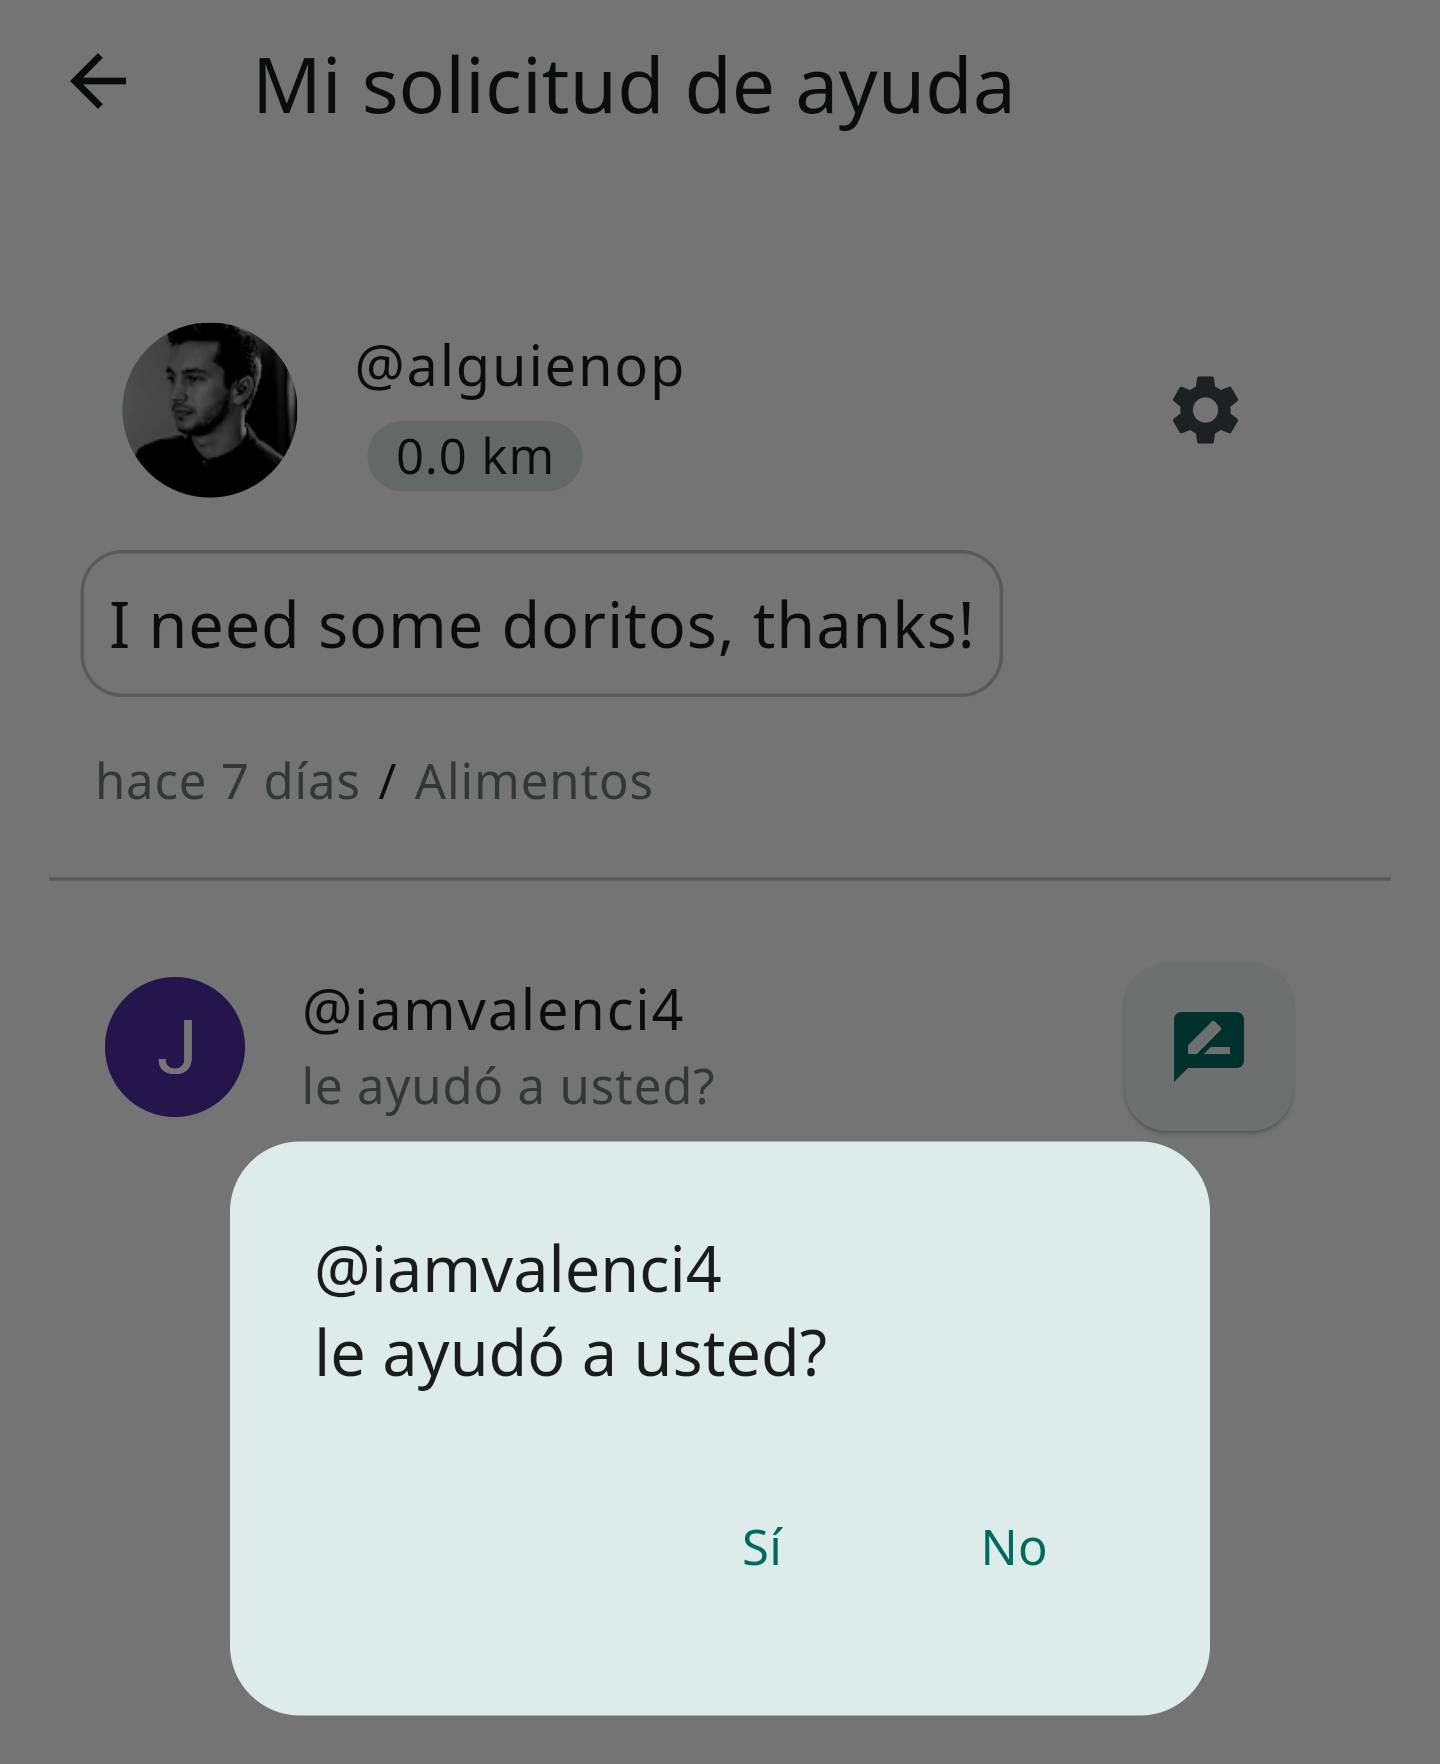 Mi solicitud de ayuda
@alguienop
0.0 km
I need some doritos, thanks!
hace 7 días / Alimentos
J
@iamvalenci4
le ayudó a usted?
@iamvalenci4
le ayudó a usted?
Sí No